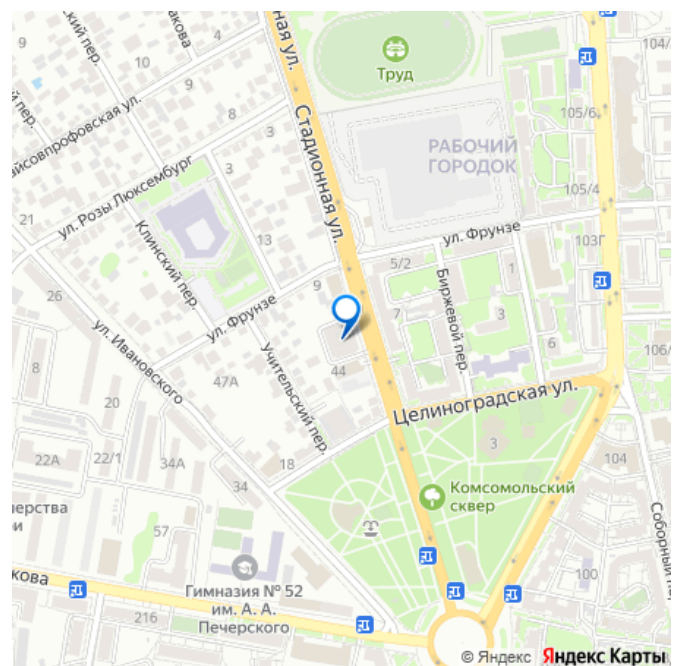 9
10
4
9
9
8
3
3
21
13
26
9
8
20
47А
44
22А
22/1
34А
34
18
57
216
5/2
7
1
3
6
3
104
100
104/
105/6
105/4
103Г
106/
Труд
РАБОЧИЙ
ГОРОДОК
Стадионная ул.
ул. Розы Люксембург
Клинский пер.
ул. Фрунзе
ул. Фрунзе
Биржевой пер.
ул. Ивановского
Учительский пер.
Целиноградская ул.
Комсомольский
сквер
Соборный
Гимназия № 52
им. А. А.
Печерского
© Яндекс Яндекс Карты